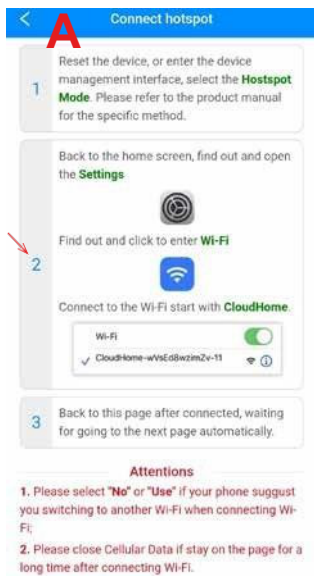 Connect hotspot
A
Reset the device, or enter the device
management interface, select the Hostspot
1
Mode. Please refer to the product manual
for the specific method.
Back to the home screen, find out and open
the Settings
Find out and click to enter Wi-Fi
2
Connect to the Wi-Fi start with CloudHome.
Wi-Fi
CloudHome-wVsEd8wzimZv-11
3
Back to this page after connected, waiting
for going to the next page automatically.
Attentions
1. Please select "No" or "Use" if your phone suggust
you switching to another Wi-Fi when connecting Wi-
Fi;
2. Please close Cellular Data if stay on the page for a
long time after connecting Wi-Fi.